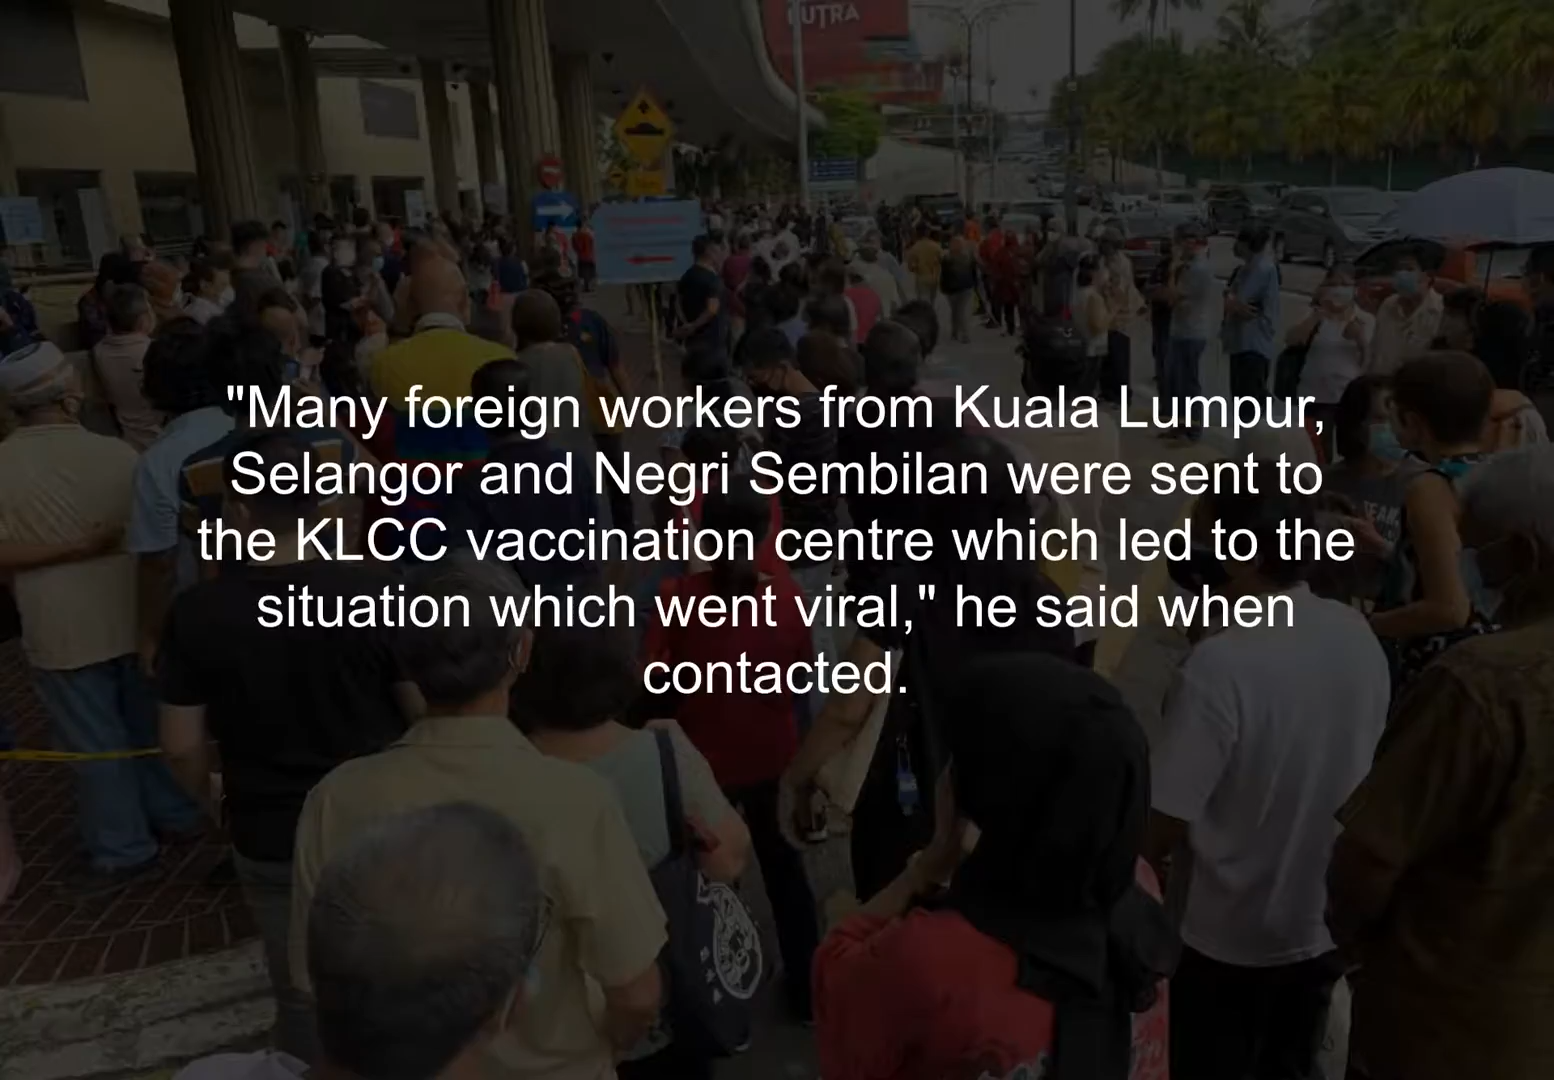 UTRA
"Many foreign workers from Kuala Lumpur,
Selangor and Negri Sembilan were sent to
the KLCC vaccination centre which led to the
situation which went viral," he said when
contacted.